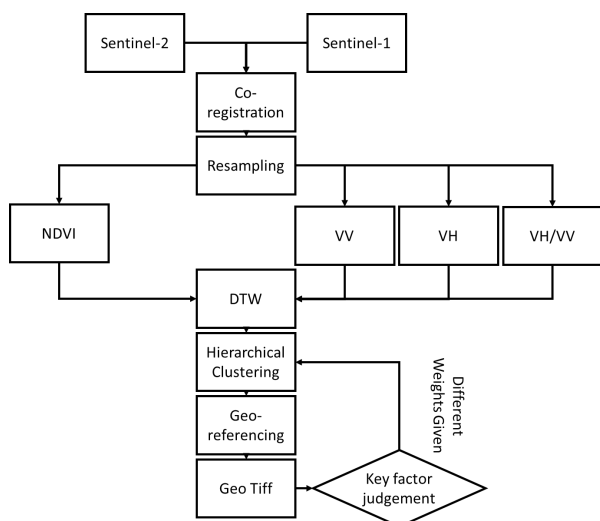 Sentinel-2
Sentinel-1
Co-
registration
Resampling
NDVI
VV
VH
VH/VV
DTW
Hierarchical
Clustering
Different
Weights Given
Geo-
referencing
Geo Tiff
Key factor
judgement